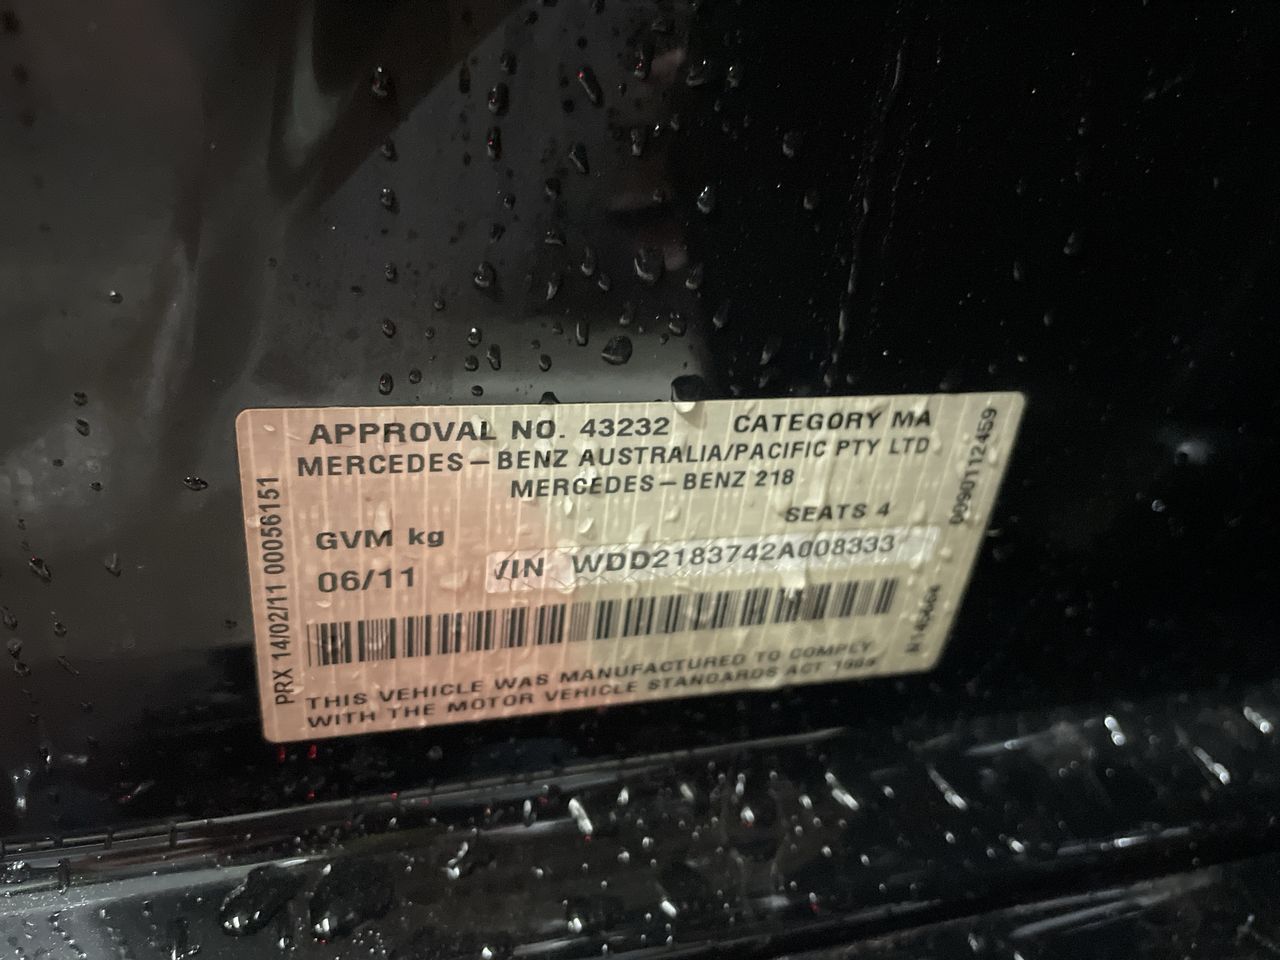 APPROVAL NO. 43232 CATEGORY MA
MERCEDES-BENZ AUSTRALIA/PACIFIC PTY LTD
MERCEDES-BENZ 218
SEATS 4
GVM kg
06/11
VIN WDD2183742A008333
THIS VEHICLE WAS MANUFACTURED TO COMPLY
WITH THE MOTOR VEHICLE STANDARDS ACT 1989
PRX 14/02/11 00056151
00901112459